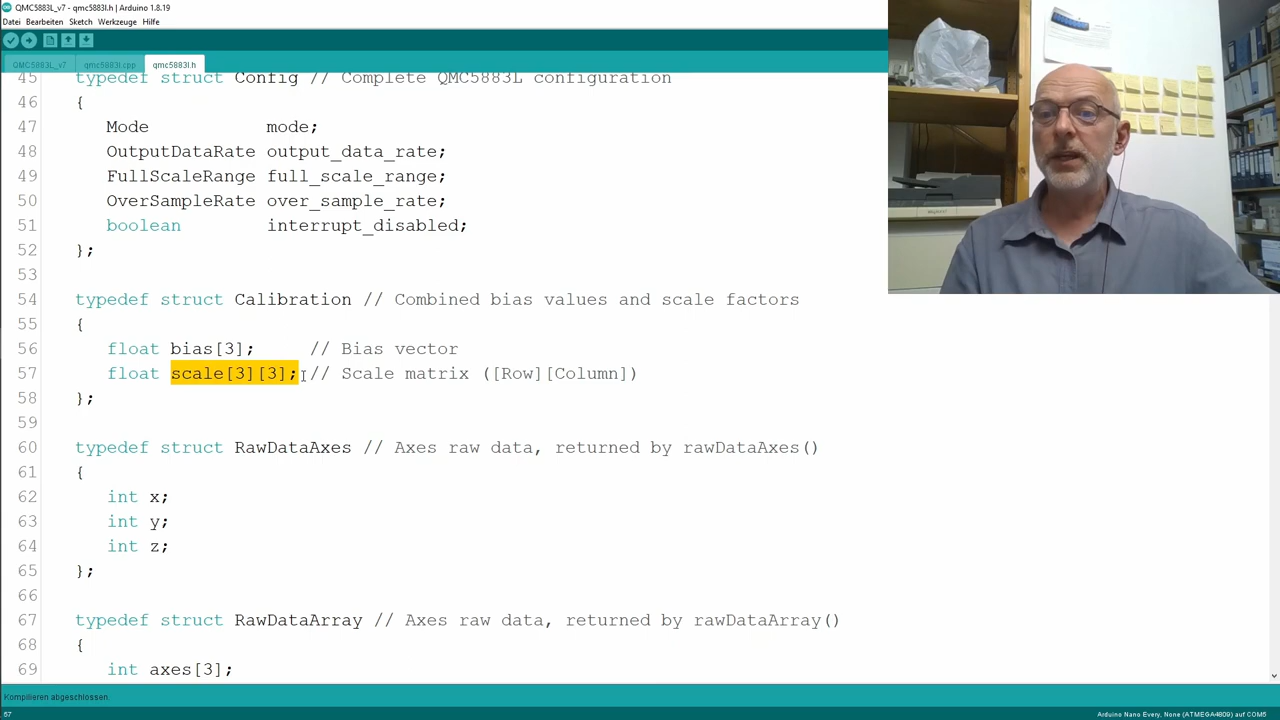 QMC5883L_v7 - qmc5883l.h | Arduino 1.8.19
Datei Bearbeiten Sketch Werkzeuge Hilfe
QMC5883L_v7 qmc5883l.cpp qmc5883l.h
45 typedef struct Config // Complete QMC5883L configuration
46 {
47 Mode mode;
48 OutputDataRate output_data_rate;
49 FullScaleRange full_scale_range;
50 OverSampleRate over_sample_rate;
51 boolean interrupt_disabled;
52 };
53
54 typedef struct Calibration // Combined bias values and scale factors
55 {
56 float bias[3]; // Bias vector
57 float scale[3][3]; // Scale matrix ([Row][Column])
58 };
59
60 typedef struct RawDataAxes // Axes raw data, returned by rawDataAxes()
61 {
62 int x;
63 int y;
64 int z;
65 };
66
67 typedef struct RawDataArray // Axes raw data, returned by rawDataArray()
68 {
69 int axes[3];
Kompilieren abgeschlossen.
57 Arduino Nano Every, None (ATMEGA4809) auf COM5